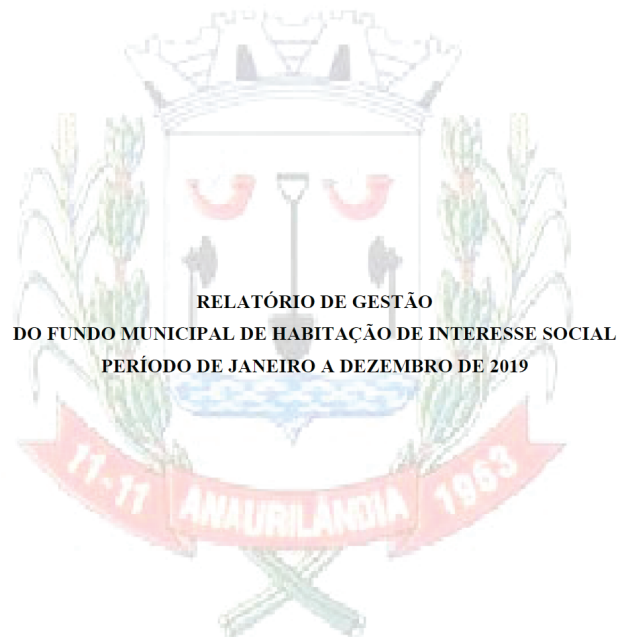 RELATÓRIO DE GESTÃO
DO FUNDO MUNICIPAL DE HABITAÇÃO DE INTERESSE SOCIAL
PERÍODO DE JANEIRO A DEZEMBRO DE 2019
11-11 ANAURILÂNDIA 1963